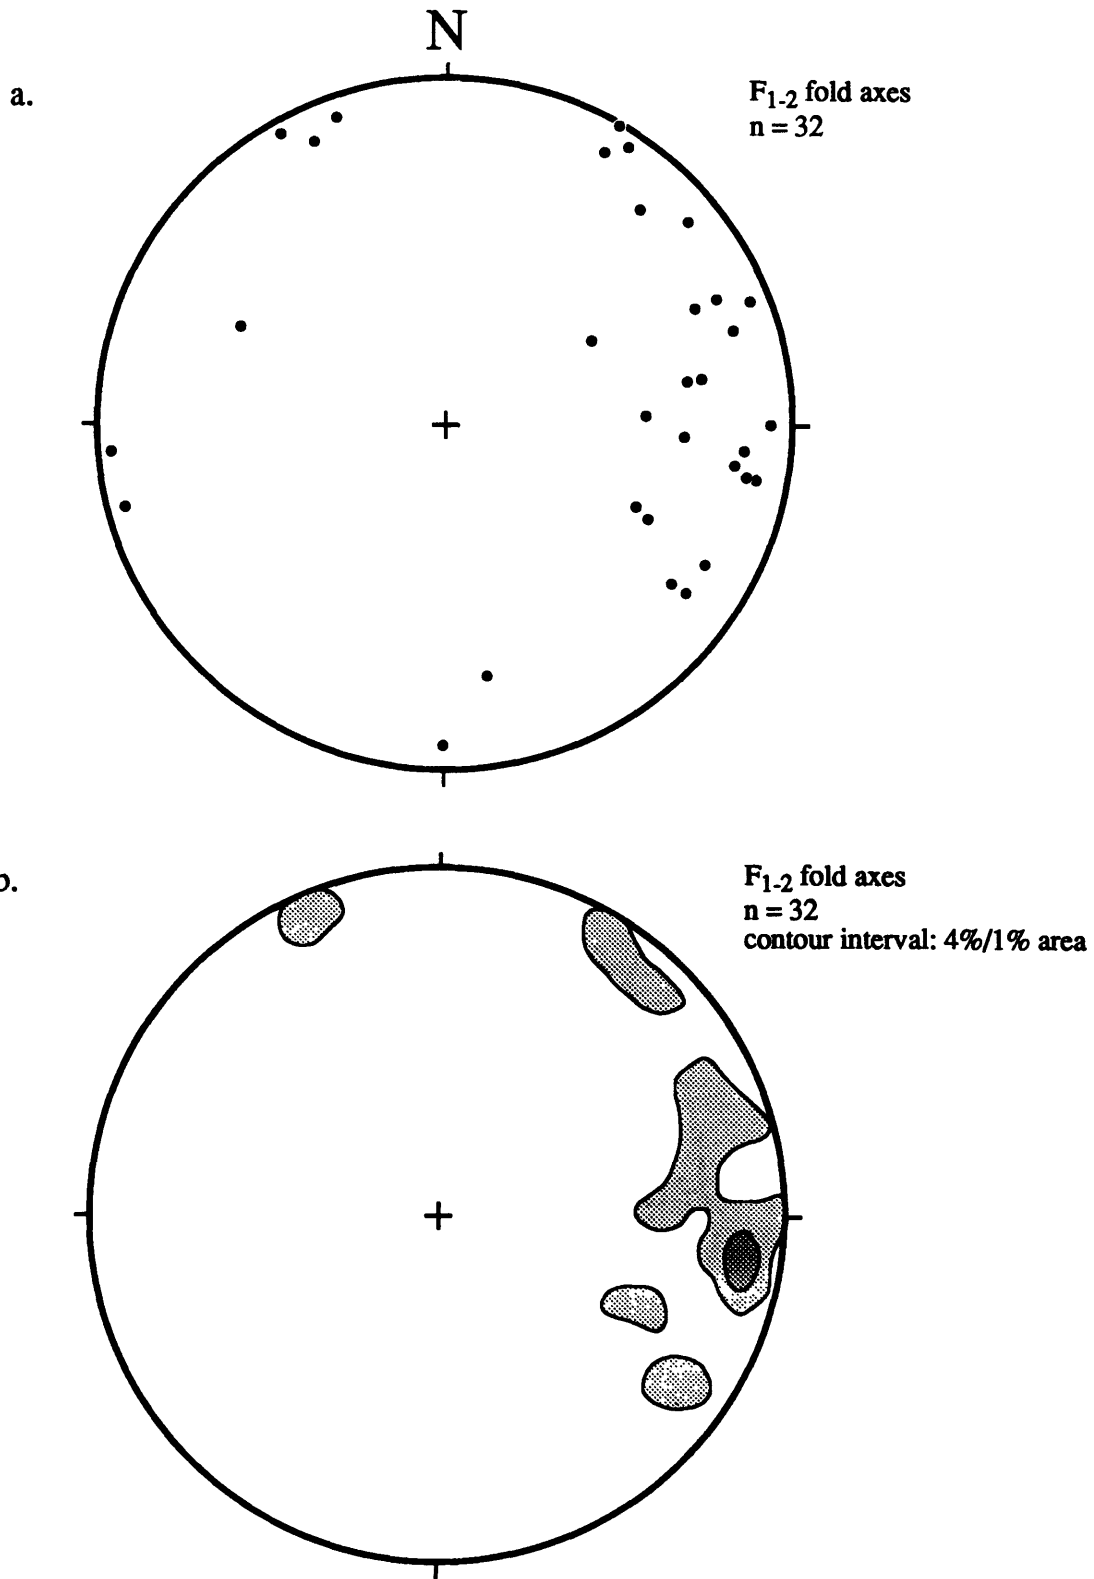 N
a.
F1-2 fold axes
n = 32
b.
F1-2 fold axes
n = 32
contour interval: 4%/1% area